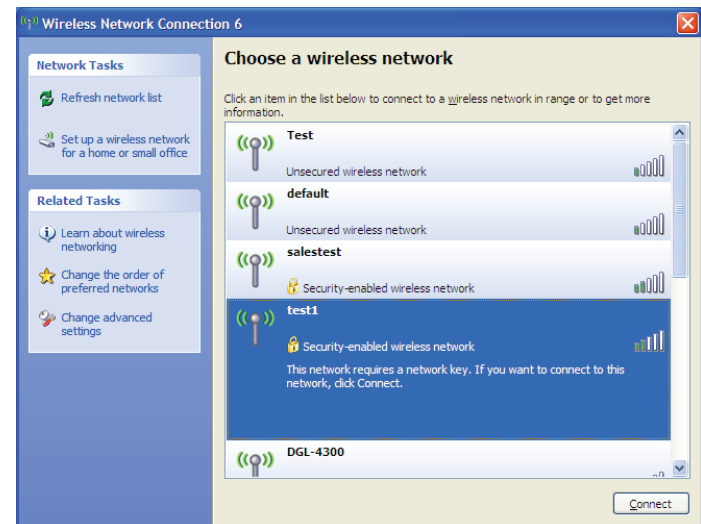 Wireless Network Connection 6
Network Tasks
Refresh network list
Set up a wireless network
for a home or small office
Related Tasks
Learn about wireless
networking
Change the order of
preferred networks
Change advanced
settings
Choose a wireless network
Click an item in the list below to connect to a wireless network in range or to get more
information.
Test
Unsecured wireless network
default
Unsecured wireless network
salestest
Security-enabled wireless network
test1
Security-enabled wireless network
This network requires a network key. If you want to connect to this
network, click Connect.
DGL-4300
Connect